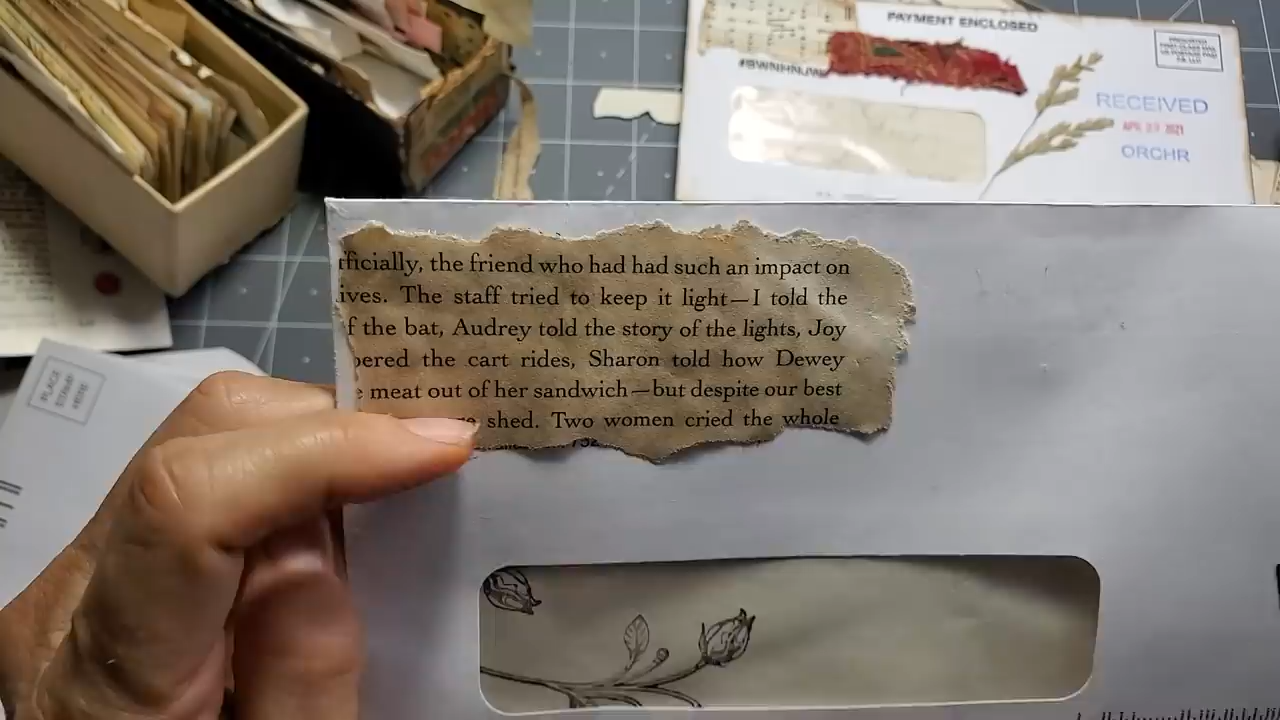 PAYMENT ENCLOSED
#BWNHNJW
RECEIVED
APR 2021
ORCHR
PLACE
STAMP
HERE
fficially, the friend who had had such an impact on
ives. The staff tried to keep it light—I told the
f the bat, Audrey told the story of the lights, Joy
bered the cart rides, Sharon told how Dewey
e meat out of her sandwich—but despite our best
shed. Two women cried the whole